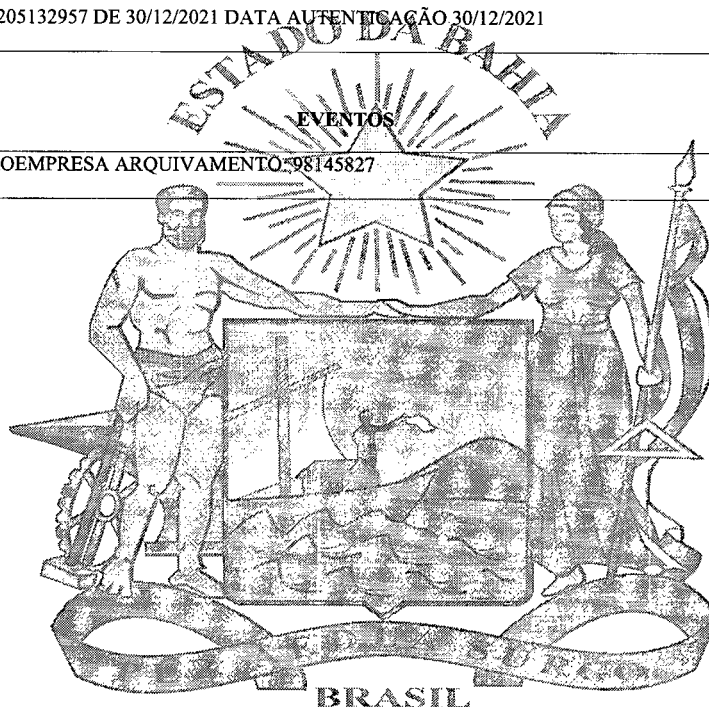 205132957 DE 30/12/2021 DATA AUTENTICAÇÃO 30/12/2021
ESTADO DA BAHIA
EVENTOS
OEMPRESA ARQUIVAMENTO: 98145827
BRASIL